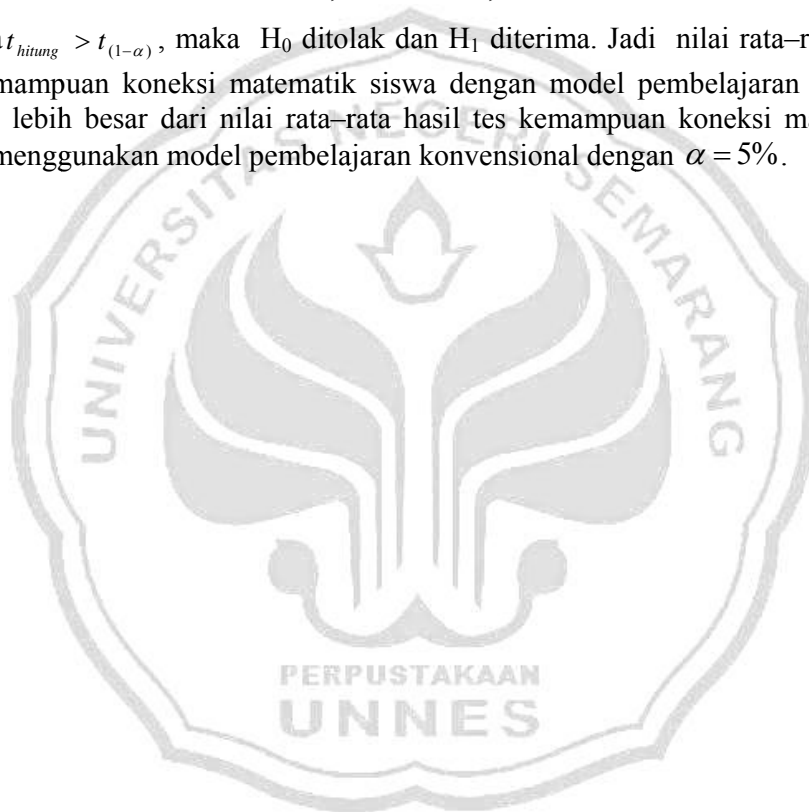 a t_{hitung} > t_{(1-α)}, maka H₀ ditolak dan H₁ diterima. Jadi nilai rata–r
mampuan koneksi matematik siswa dengan model pembelajaran
lebih besar dari nilai rata–rata hasil tes kemampuan koneksi ma
menggunakan model pembelajaran konvensional dengan α = 5%.
UNIVERSITAS NEGERI SEMARANG
PERPUSTAKAAN
UNNES